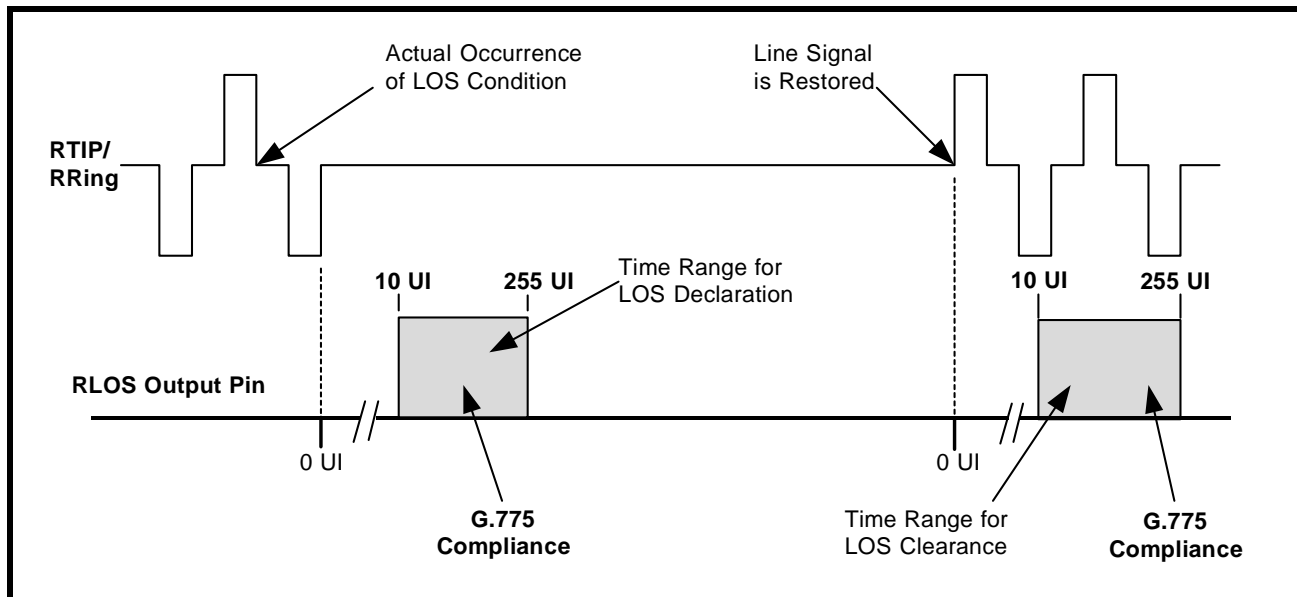 Actual Occurrence
of LOS Condition
Line Signal
is Restored
RTIP/
RRing
Time Range for
LOS Declaration
10 UI
255 UI
10 UI
255 UI
RLOS Output Pin
0 UI
0 UI
G.775
Compliance
Time Range for
LOS Clearance
G.775
Compliance